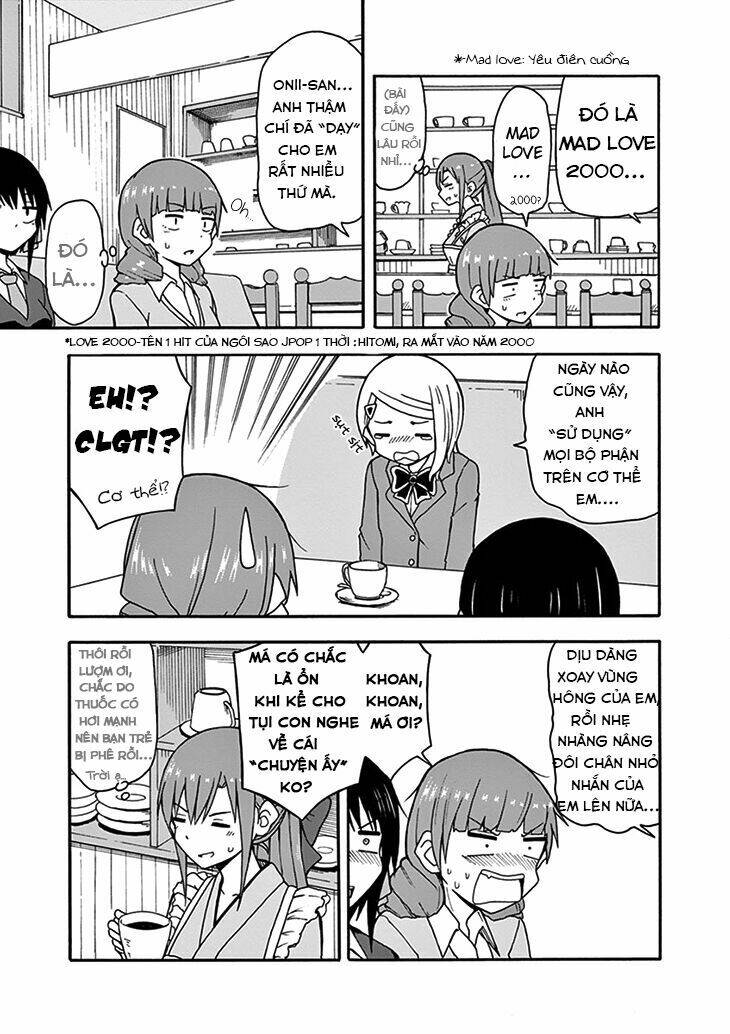 *Mad love: Yêu điên cuồng
ĐÓ LÀ
MAD LOVE
2000...
MAD
LOVE
...
2000?
(BÀI
ĐẤY)
CŨNG
LÂU RỒI
NHỈ...
ONII-SAN...
ANH THẬM
CHÍ ĐÃ "DẠY"
CHO EM
RẤT NHIỀU
THỨ MÀ.
Oh...
ĐÓ
LÀ...
*LOVE 2000-TÊN 1 HIT CỦA NGÔI SAO JPOP 1 THỜI :HITOMI, RA MẮT VÀO NĂM 2000
NGÀY NÀO
CŨNG VẬY,
ANH
"SỬ DỤNG"
MỌI BỘ PHẬN
TRÊN CƠ THỂ
EM....
sụt sịt
EH!?
CLGT!?
Cơ thể!?
DỊU DÀNG
XOAY VÙNG
HÔNG CỦA EM,
RỒI NHẸ
NHÀNG NÂNG
ĐÔI CHÂN NHỎ
NHẮN CỦA
EM LÊN NỮA...
KHOAN,
KHOAN,
MÁ ƠI?
MÁ CÓ CHẮC
LÀ ỔN
KHI KỂ CHO
TỤI CON NGHE
VỀ CÁI
"CHUYỆN ẤY"
KO?
THÔI RỒI
LƯỢM ƠI,
CHẮC DO
THUỐC CÓ
HƠI MẠNH
NÊN BẠN TRẺ
BỊ PHÊ RỒI...
Trời ạ...